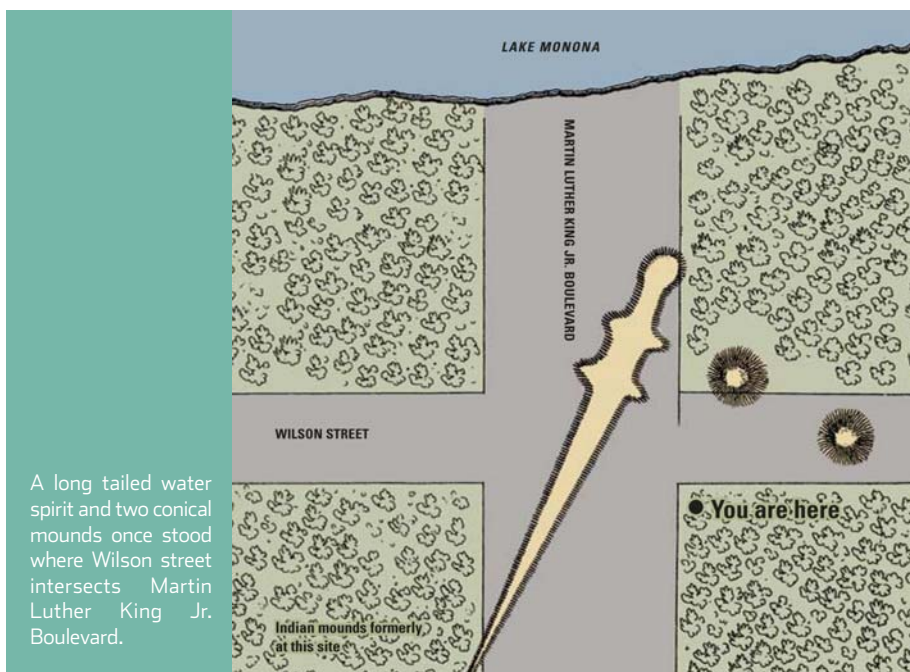 LAKE MONONA
MARTIN LUTHER KING JR. BOULEVARD
WILSON STREET
You are here
Indian mounds formerly
at this site
A long tailed water
spirit and two conical
mounds once stood
where Wilson street
intersects Martin
Luther King Jr.
Boulevard.